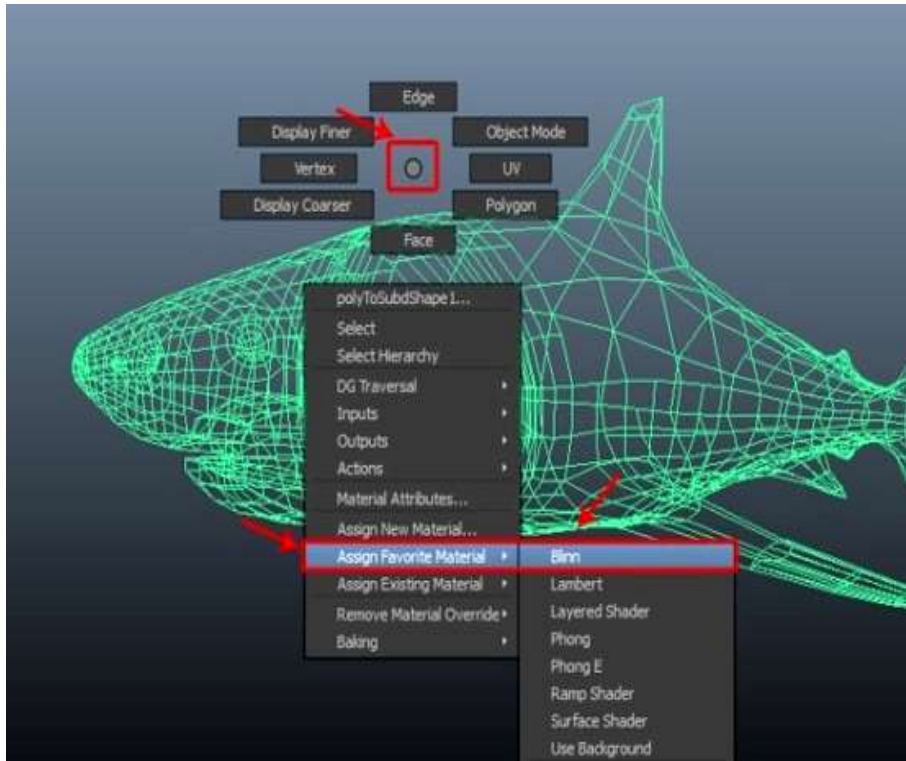 Edge
Display Finer
Object Mode
Vertex
UV
Display Coarser
Polygon
Face
polyToSubdShape1...
Select
Select Hierarchy
DG Traversal
Inputs
Outputs
Actions
Material Attributes...
Assign New Material...
Assign Favorite Material
Assign Existing Material
Remove Material Override
Baking
Blinn
Lambert
Layered Shader
Phong
Phong E
Ramp Shader
Surface Shader
Use Background